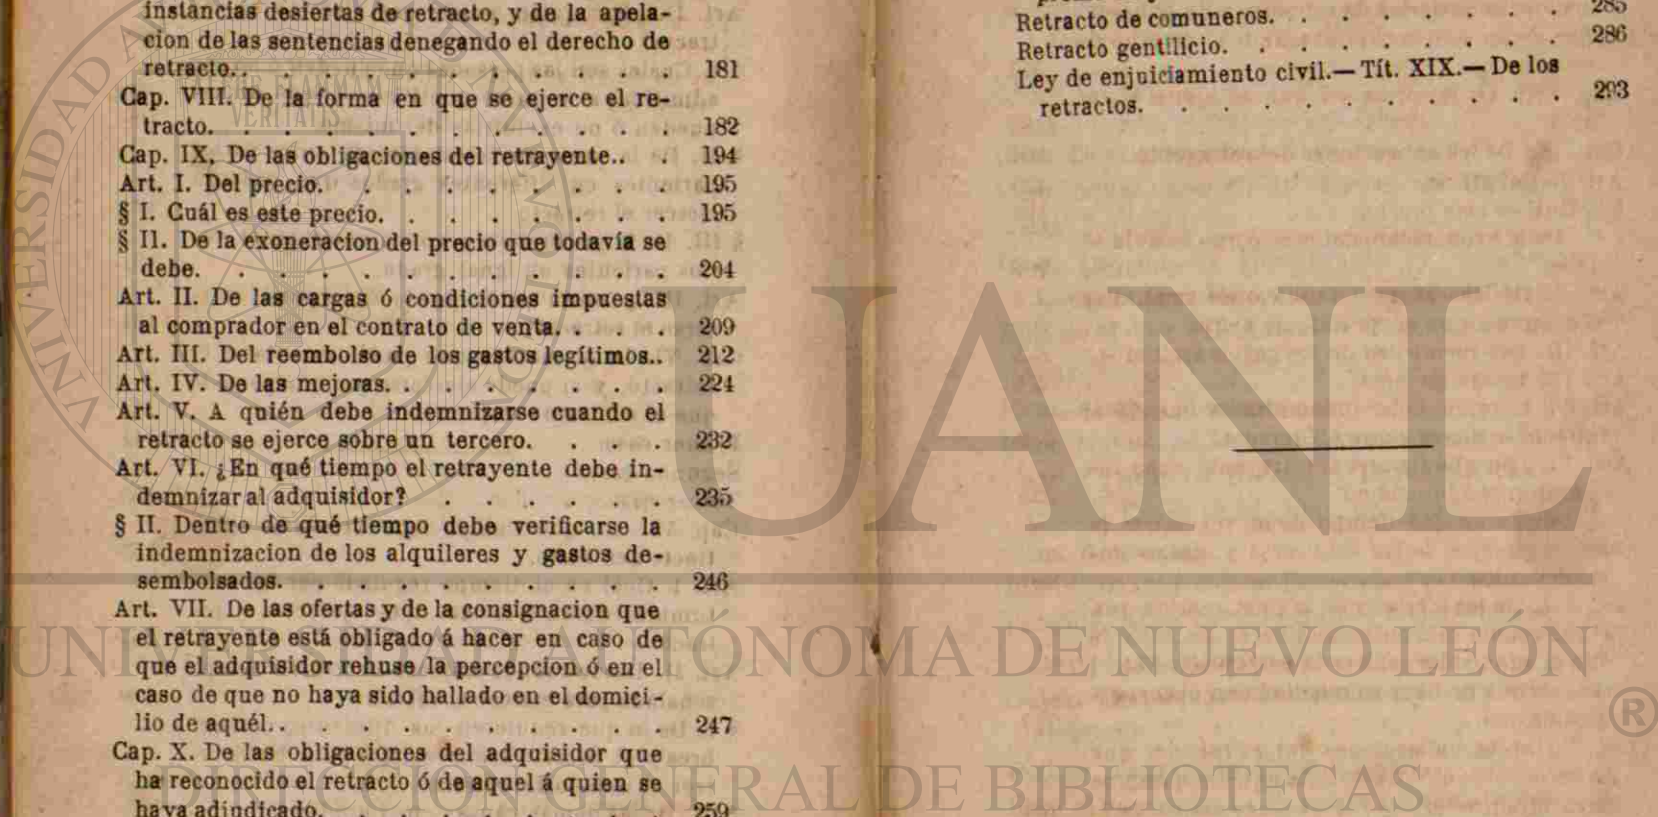 instancias desiertas de retracto, y de la apela-
cion de las sentencias denegando el derecho de
retracto. . . . . . . . . . . 181
Cap. VIII. De la forma en que se ejerce el re-
tracto. . . . . . . . . . . . 182
Cap. IX. De las obligaciones del retrayente.. . 194
Art. I. Del precio. . . . . . . . . 195
§ I. Cuál es este precio. . . . . . . . 195
§ II. De la exoneracion del precio que todavía se
debe. . . . . . . . . . . . 204
Art. II. De las cargas ó condiciones impuestas
al comprador en el contrato de venta. . . . 209
Art. III. Del reembolso de los gastos legítimos.. 212
Art. IV. De las mejoras. . . . . . . . 224
Art. V. A quién debe indemnizarse cuando el
retracto se ejerce sobre un tercero. . . . 232
Art. VI. ¿En qué tiempo el retrayente debe in-
demnizar al adquisidor? . . . . . . 235
§ II. Dentro de qué tiempo debe verificarse la
indemnizacion de los alquileres y gastos de-
sembolsados. . . . . . . . . . 246
Art. VII. De las ofertas y de la consignacion que
el retrayente está obligado á hacer en caso de
que el adquisidor rehuse la percepcion ó en el
caso de que no haya sido hallado en el domici-
lio de aquél.. . . . . . . . . . 247
Cap. X. De las obligaciones del adquisidor que
ha reconocido el retracto ó de aquel á quien se
haya adjudicado. . . . . . . . . 259
285
Retracto de comuneros. . . . . . . .
Retracto gentilicio. . . . . . . . . 286
Ley de enjuiciamiento civil.— Tít. XIX.— De los
retractos. . . . . . . . . . . 293
UANL
UNIVERSIDAD AUTÓNOMA DE NUEVO LEÓN
®
DIRECCIÓN GENERAL DE BIBLIOTECAS